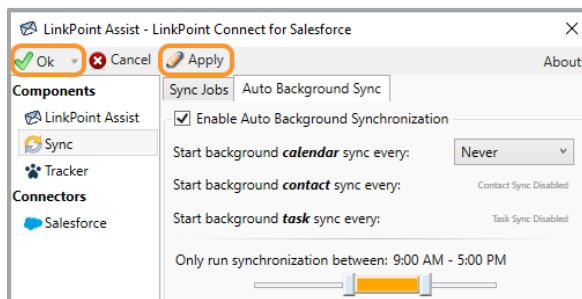 LinkPoint Assist - LinkPoint Connect for Salesforce
Ok Cancel Apply About
Components
LinkPoint Assist
Sync
Tracker
Connectors
Salesforce
Sync Jobs Auto Background Sync
Enable Auto Background Synchronization
Start background calendar sync every: Never
Start background contact sync every: Contact Sync Disabled
Start background task sync every: Task Sync Disabled
Only run synchronization between: 9:00 AM - 5:00 PM